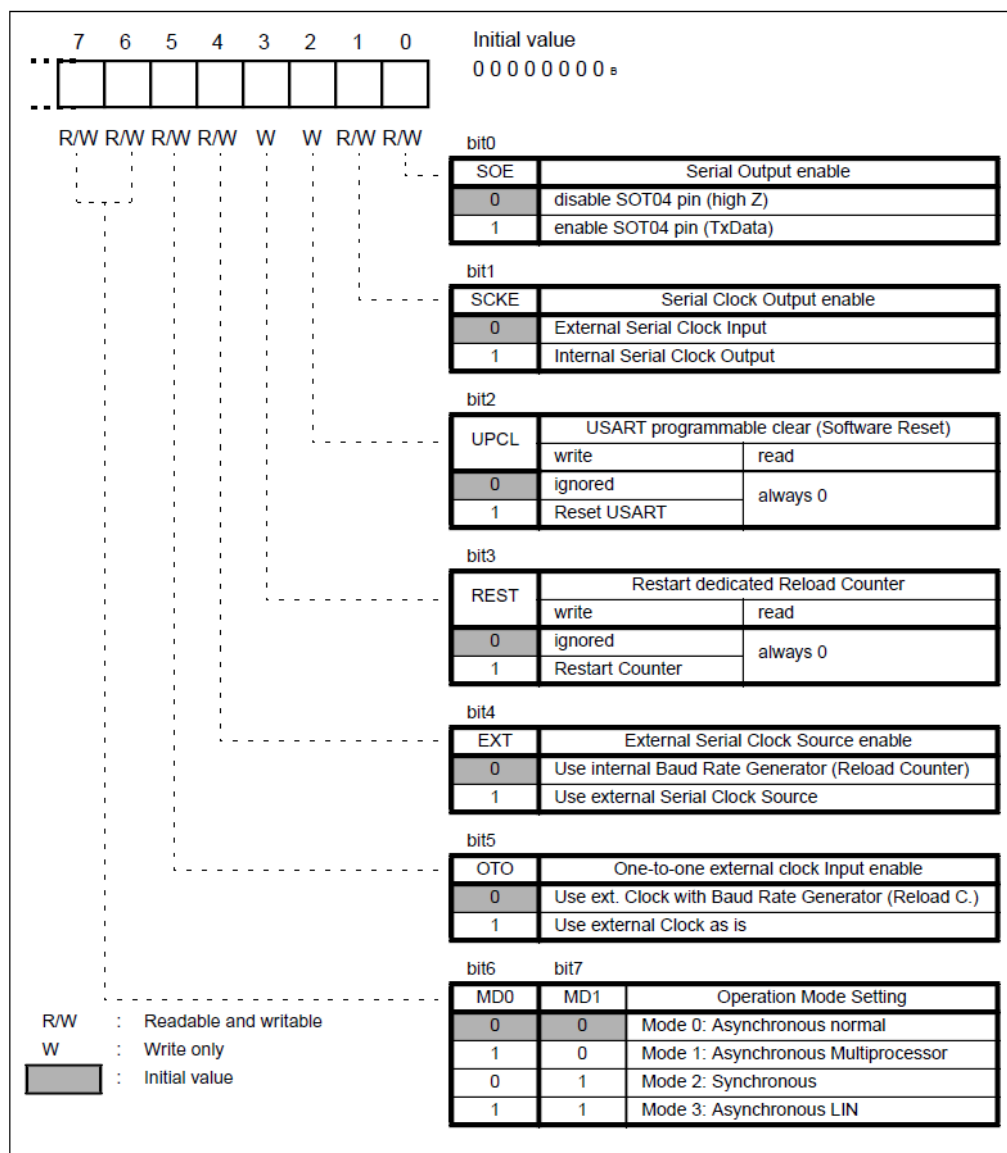 7 6 5 4 3 2 1 0
Initial value
0 0 0 0 0 0 0 0 B
R/W R/W R/W R/W W W R/W R/W
bit0
SOE Serial Output enable
0 disable SOT04 pin (high Z)
1 enable SOT04 pin (TxData)
bit1
SCKE Serial Clock Output enable
0 External Serial Clock Input
1 Internal Serial Clock Output
bit2
UPCL USART programmable clear (Software Reset)
write read
0 ignored always 0
1 Reset USART
bit3
REST Restart dedicated Reload Counter
write read
0 ignored always 0
1 Restart Counter
bit4
EXT External Serial Clock Source enable
0 Use internal Baud Rate Generator (Reload Counter)
1 Use external Serial Clock Source
bit5
OTO One-to-one external clock Input enable
0 Use ext. Clock with Baud Rate Generator (Reload C.)
1 Use external Clock as is
bit6 bit7
MD0 MD1 Operation Mode Setting
0 0 Mode 0: Asynchronous normal
1 0 Mode 1: Asynchronous Multiprocessor
0 1 Mode 2: Synchronous
1 1 Mode 3: Asynchronous LIN
R/W : Readable and writable
W : Write only
: Initial value